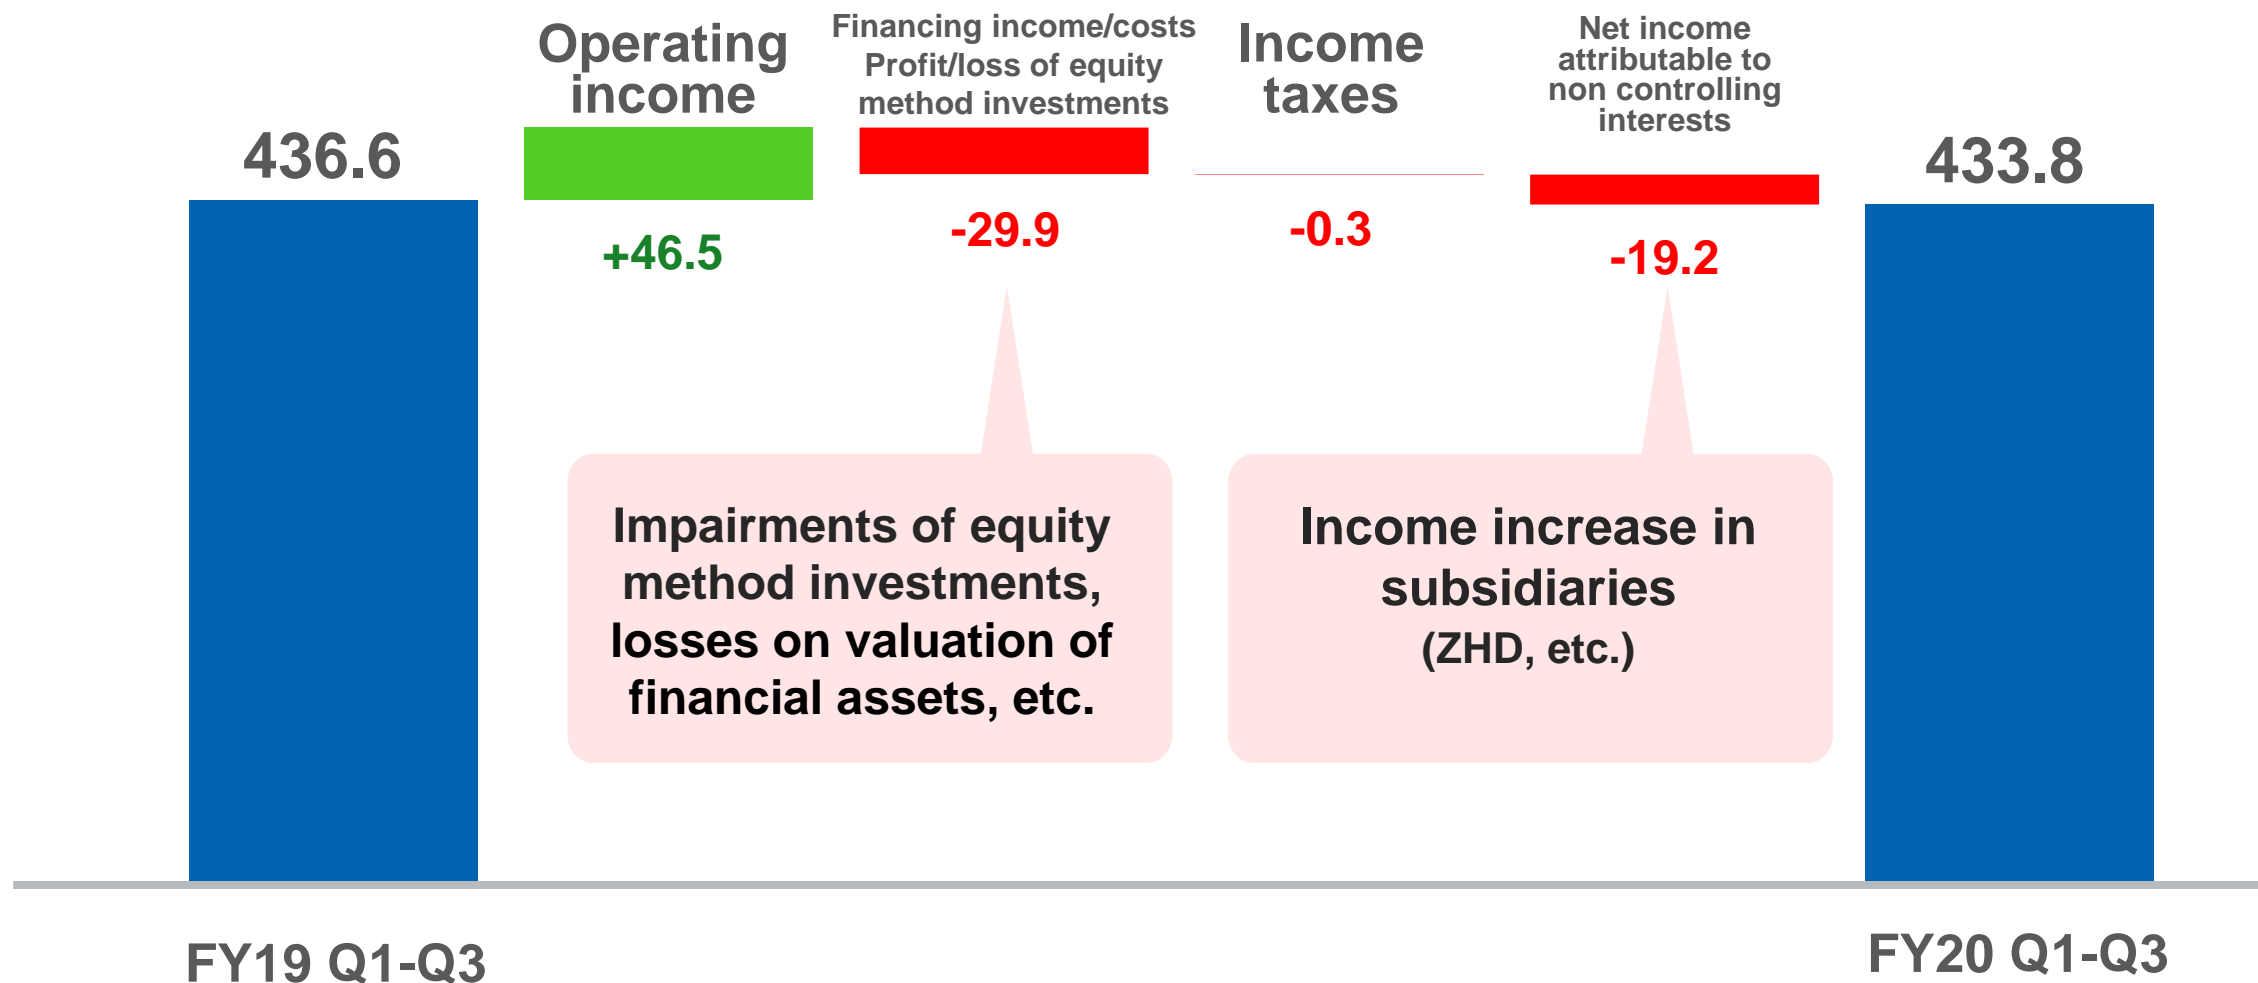 Operating
income
Financing income/costs
Profit/loss of equity
method investments
Income
taxes
Net income
attributable to
non controlling
interests
436.6
+46.5
-29.9
-0.3
-19.2
433.8
Impairments of equity
method investments,
losses on valuation of
financial assets, etc.
Income increase in
subsidiaries
(ZHD, etc.)
FY19 Q1-Q3
FY20 Q1-Q3